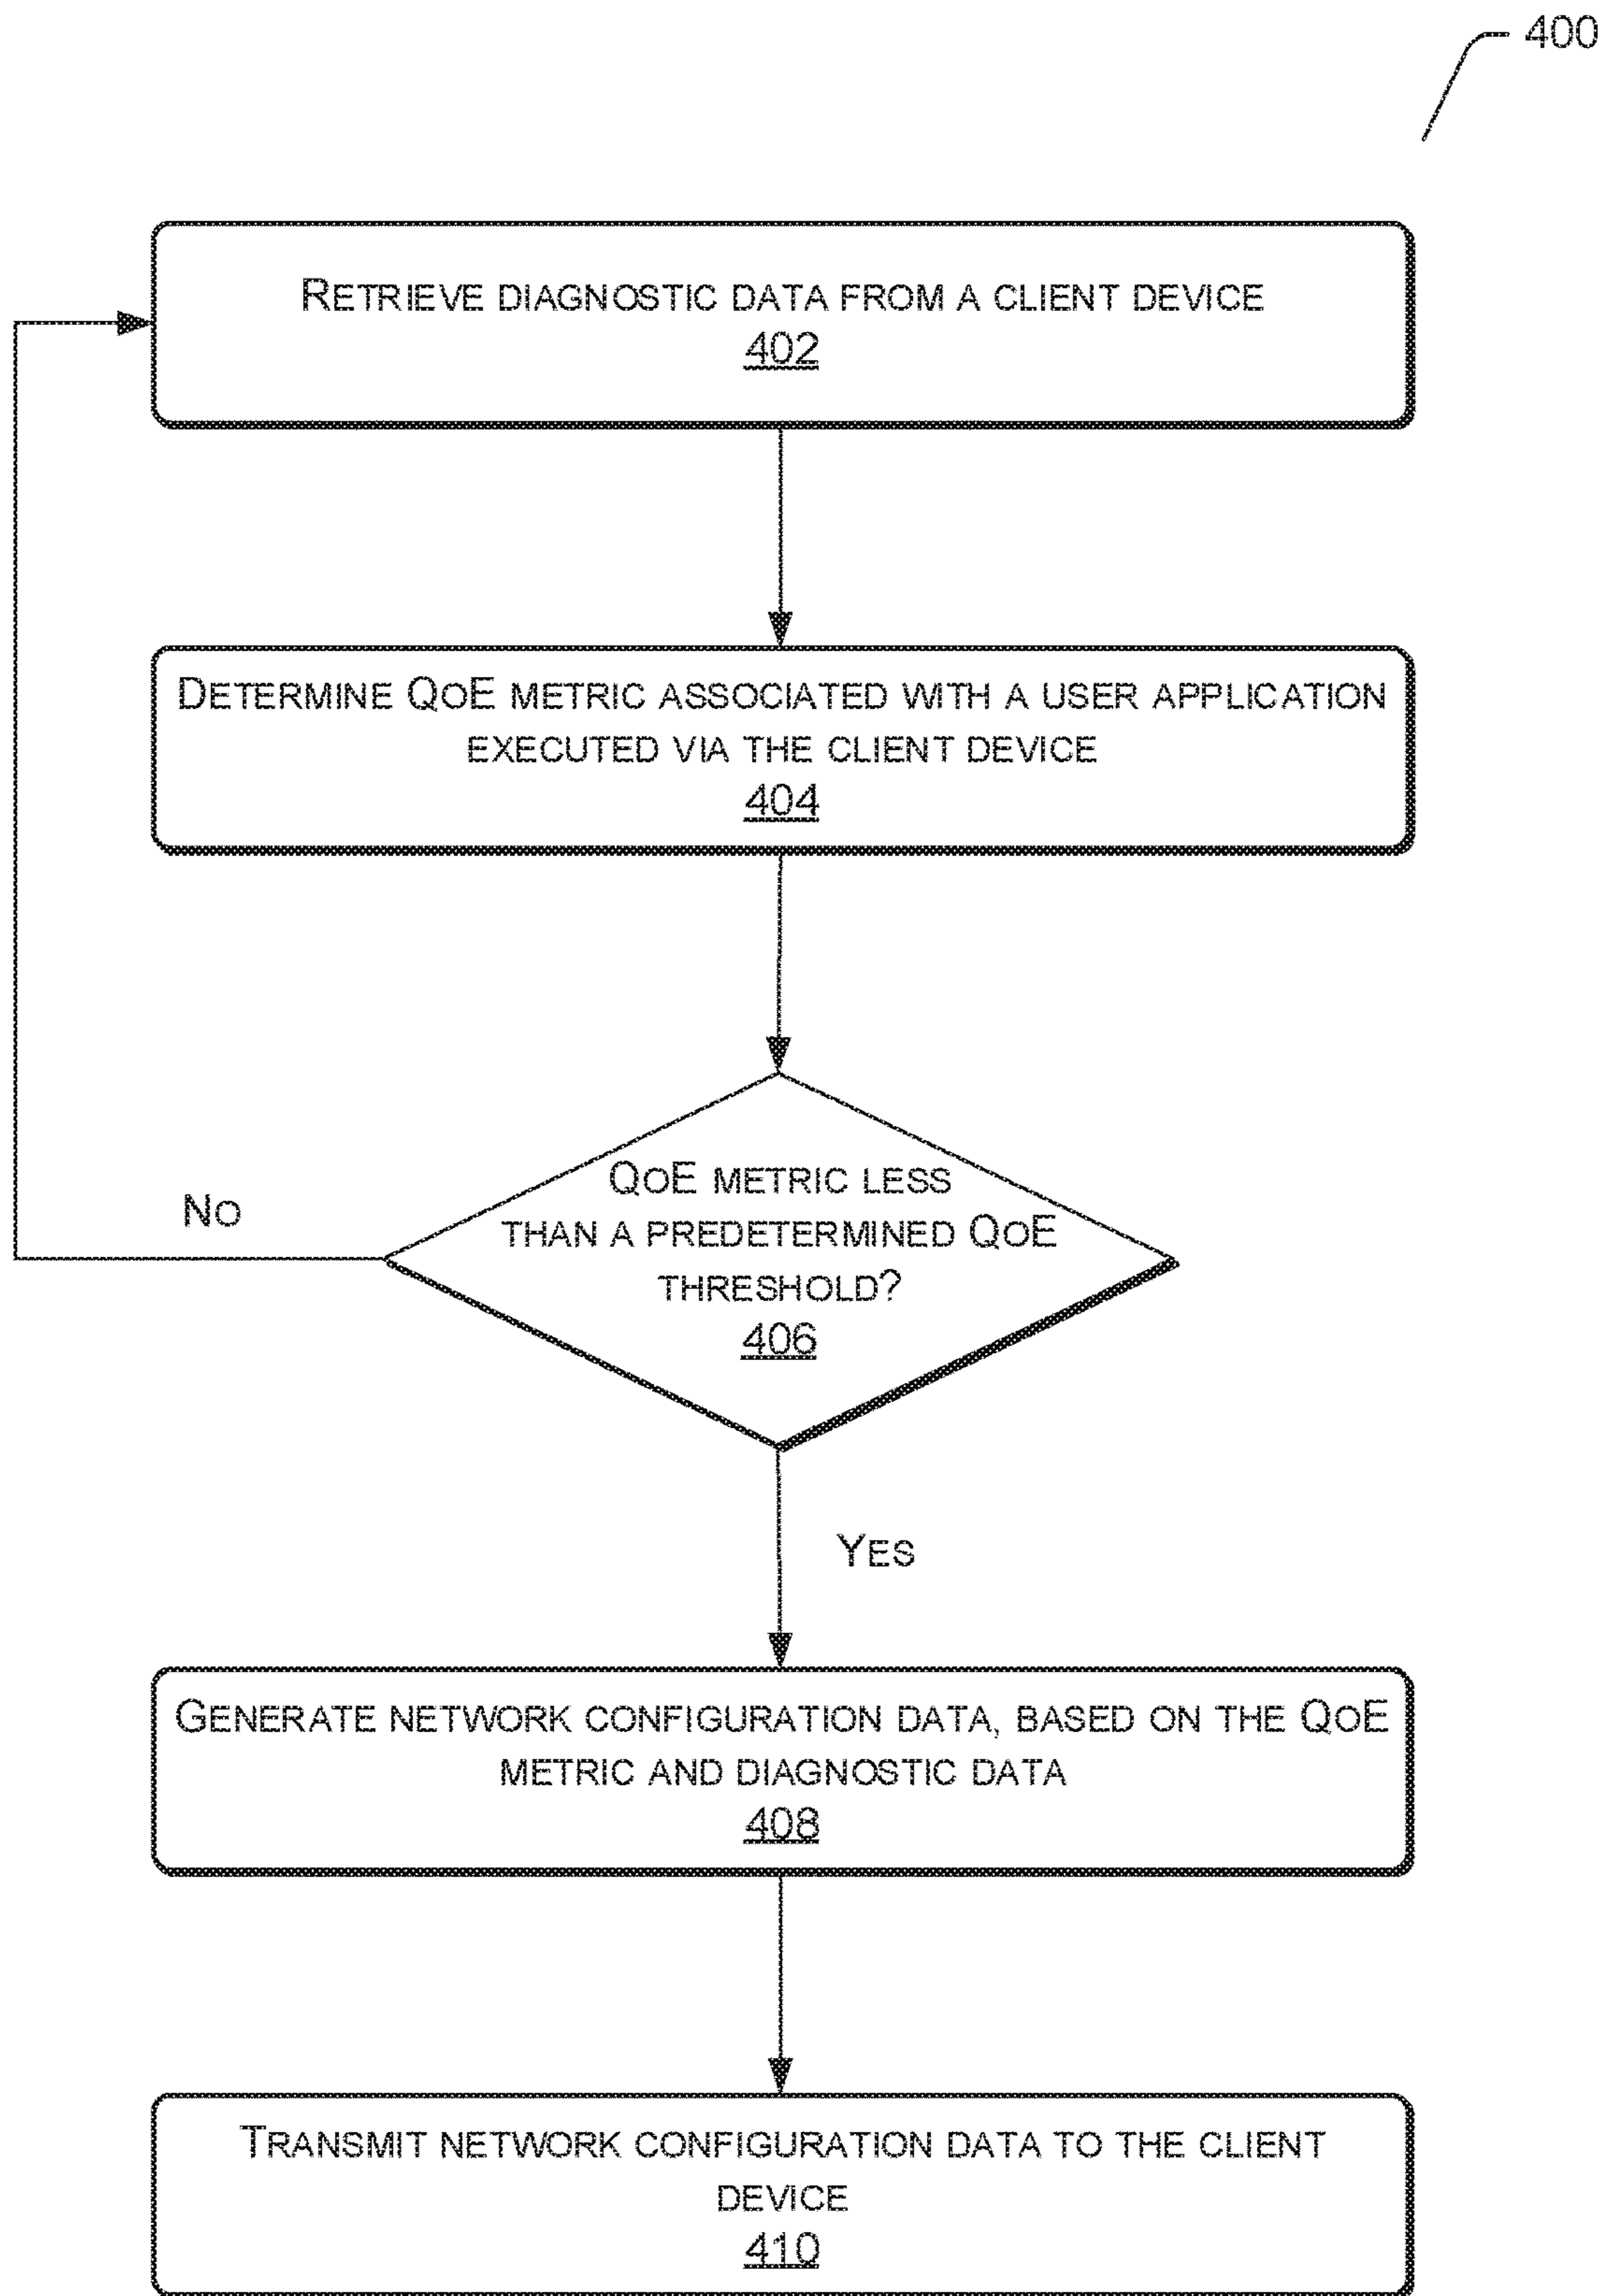 400
RETRIEVE DIAGNOSTIC DATA FROM A CLIENT DEVICE
402
DETERMINE QOE METRIC ASSOCIATED WITH A USER APPLICATION
EXECUTED VIA THE CLIENT DEVICE
404
QOE METRIC LESS
THAN A PREDETERMINED QOE
THRESHOLD?
406
NO
YES
GENERATE NETWORK CONFIGURATION DATA, BASED ON THE QOE
METRIC AND DIAGNOSTIC DATA
408
TRANSMIT NETWORK CONFIGURATION DATA TO THE CLIENT
DEVICE
410